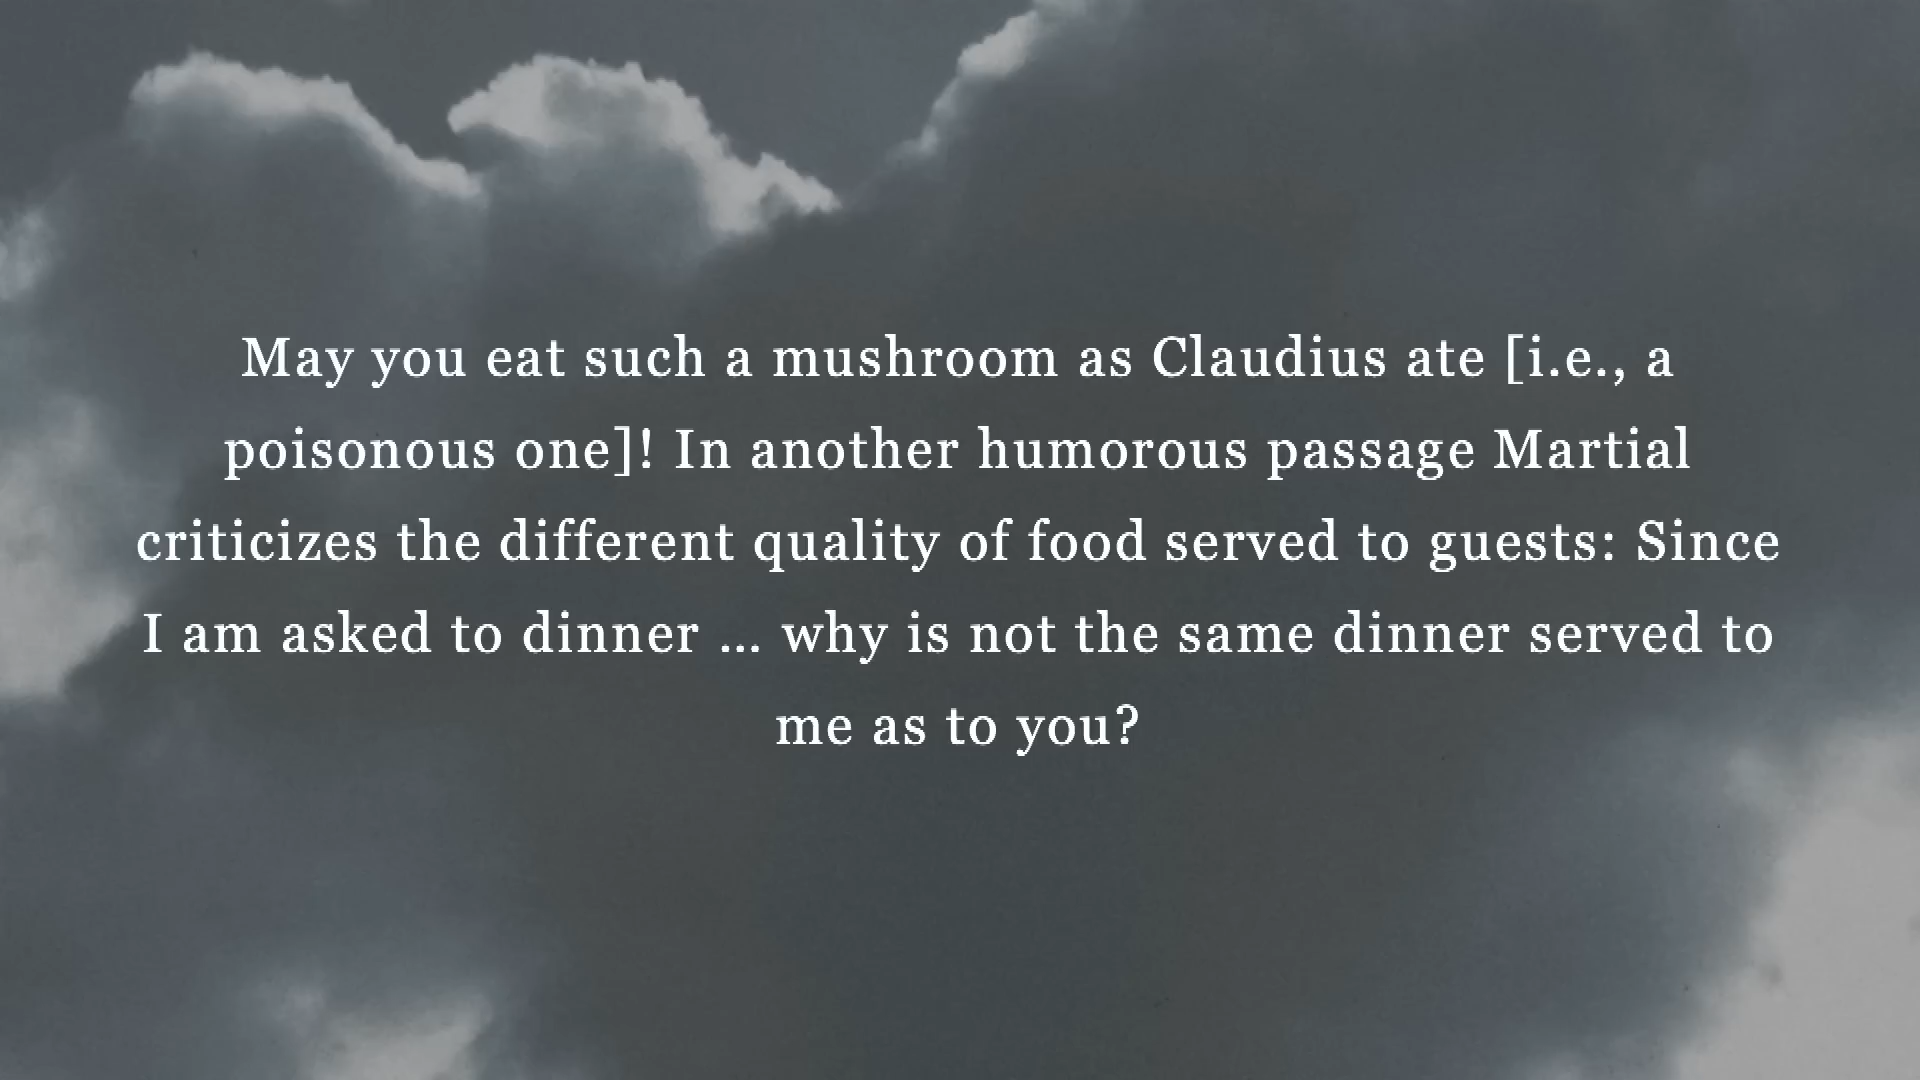 May you eat such a mushroom as Claudius ate [i.e., a
poisonous one]! In another humorous passage Martial
criticizes the different quality of food served to guests: Since
I am asked to dinner ... why is not the same dinner served to
me as to you?